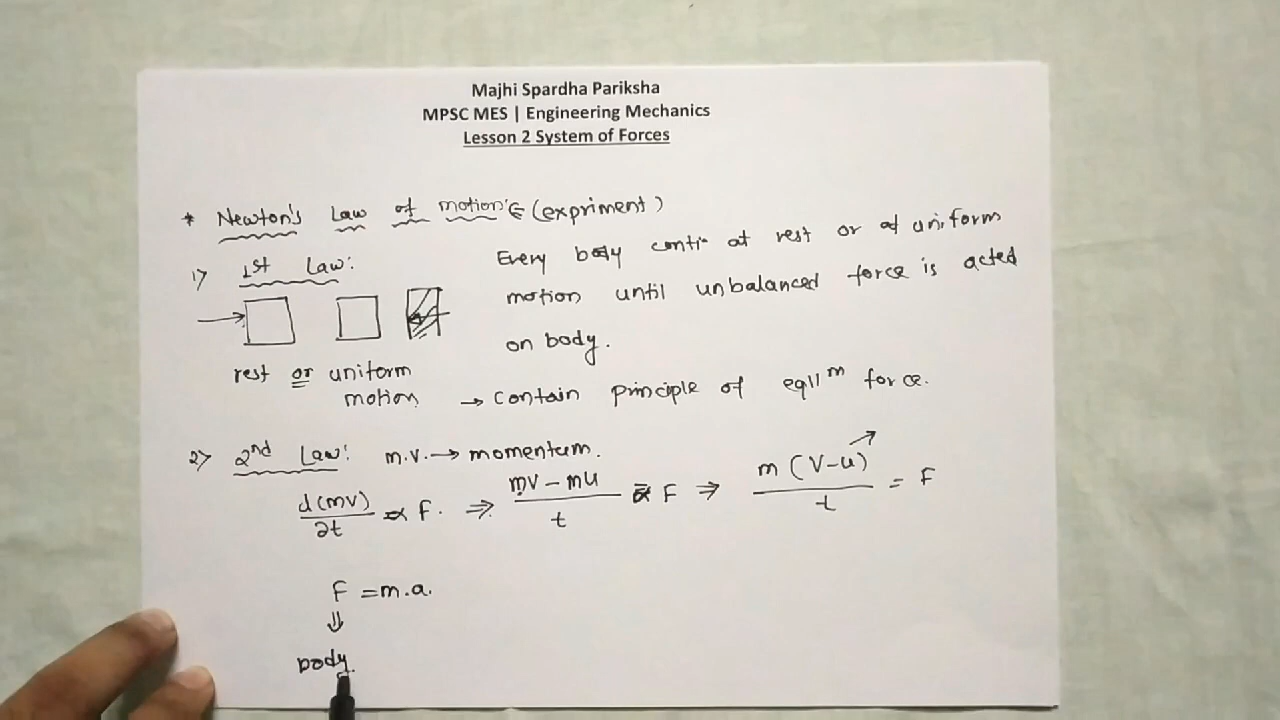 Majhi Spardha Pariksha
MPSC MES | Engineering Mechanics
Lesson 2 System of Forces
* Newton's Law of motion's (expriment)
1) 1st Law:
Every body conti- at rest or at uniform
motion until unbalanced force is acted
on body.
rest or uniform
motion
→ contain principle of eqllᵐ force.
2) 2nd Law: m.v. → momentum.
d(mv)/∂t ∝ F. ⇒ mv - mu/t ∝ F ⇒ m(v-u)/t = F
F = m.a.
⇓
body.